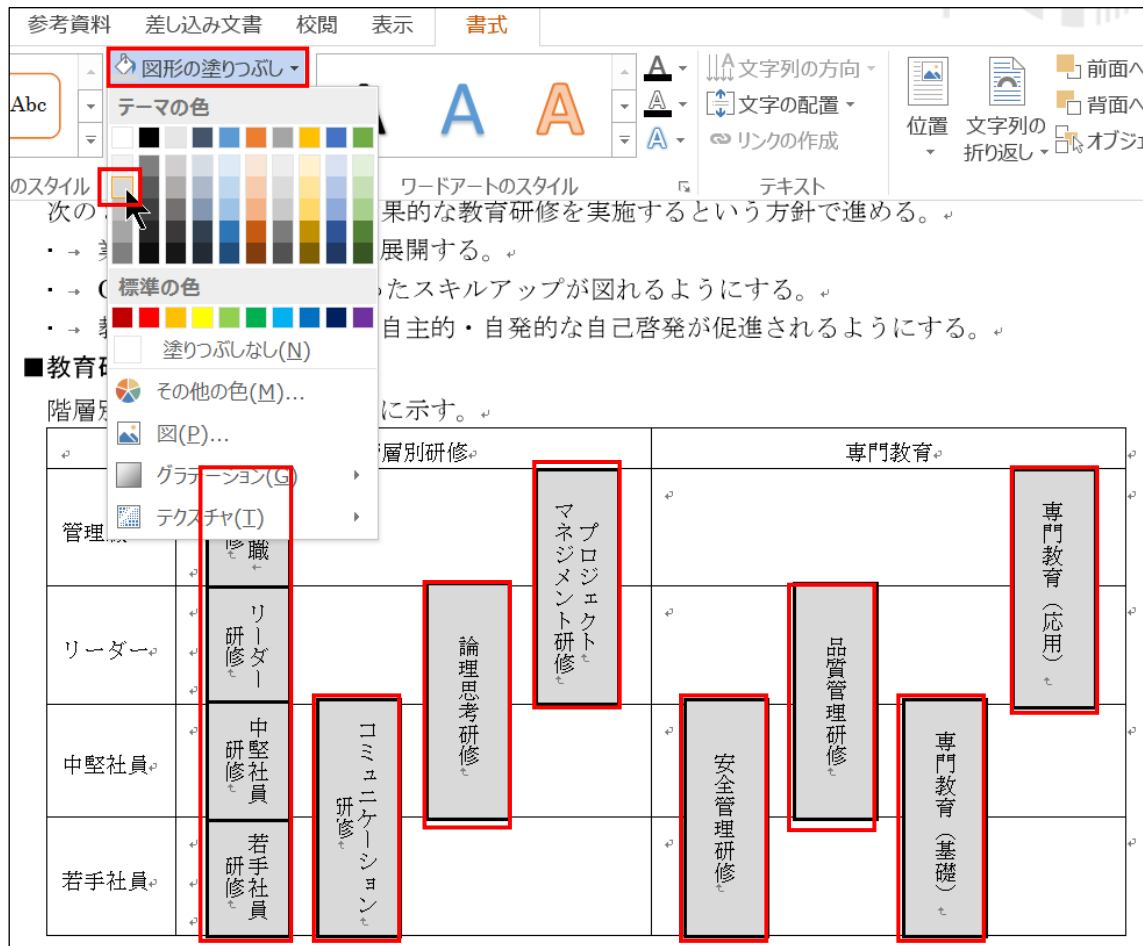 参考資料 差し込み文書 校閲 表示 書式
図形の塗りつぶし
Abc
A A
A
A
A
文字列の方向
文字の配置
リンクの作成
位置
文字列の
折り返し
前面へ
背面へ
オブジェ
のスタイル
ワードアートのスタイル
テキスト
テーマの色
標準の色
塗りつぶしなし(N)
その他の色(M)...
図(P)...
グラデーション(G)
テクスチャ(T)
次の
果的な教育研修を実施するという方針で進める。
・→
展開する。
・→
ったスキルアップが図れるようにする。
・→
自主的・自発的な自己啓発が促進されるようにする。
■教育
階層
に示す。
層別研修
専門教育
管理
職
修
リーダー
リーダー
研修
中堅社員
中堅社員
研修
若手社員
若手社員
研修
コミュニケーション
研修
論理思考研修
プロジェクト
マネジメント研修
安全管理研修
品質管理研修
専門教育（基礎）
専門教育（応用）